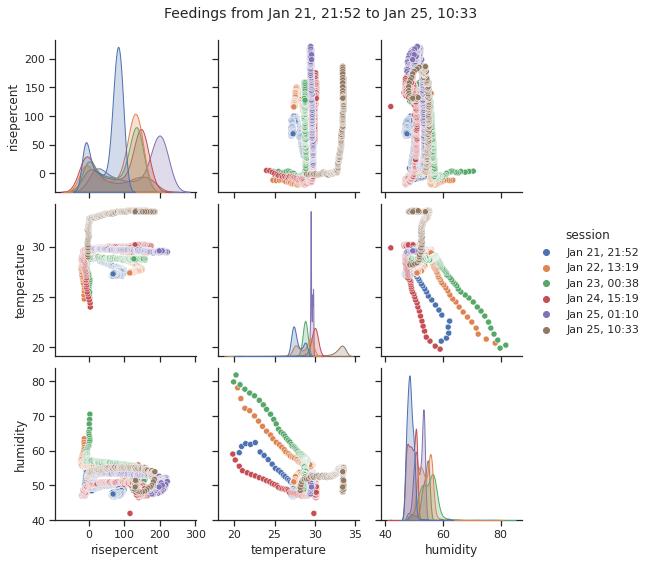 Feedings from Jan 21, 21:52 to Jan 25, 10:33
risepercent
200
150
100
50
0
temperature
30
25
20
session
Jan 21, 21:52
Jan 22, 13:19
Jan 23, 00:38
Jan 24, 15:19
Jan 25, 01:10
Jan 25, 10:33
humidity
80
70
60
50
40
0 100 200 300
20 25 30 35
40 60 80
risepercent temperature humidity